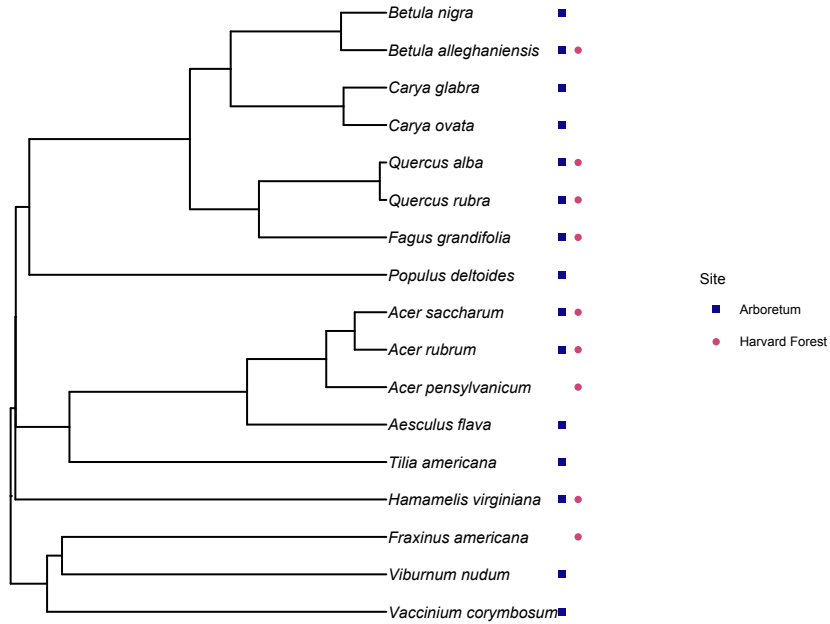 Betula nigra
Betula alleghaniensis
Carya glabra
Carya ovata
Quercus alba
Quercus rubra
Fagus grandifolia
Populus deltoides
Acer saccharum
Acer rubrum
Acer pensylvanicum
Aesculus flava
Tilia americana
Hamamelis virginiana
Fraxinus americana
Viburnum nudum
Vaccinium corymbosum
Site
Arboretum
Harvard Forest